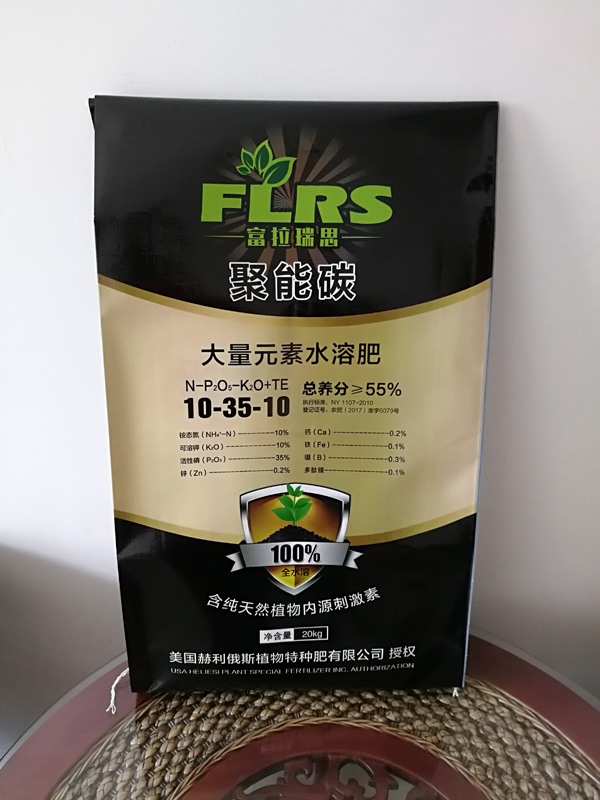 FLRS
富拉瑞思
聚能碳
大量元素水溶肥
N-P₂O₅-K₂O+TE
10-35-10
总养分≥55%
执行标准:NY 1107-2010
登记证号:农肥(2017)准字6079号
铵态氮(NH₄⁺-N)----10%
可溶钾(K₂O)----10%
活性磷(P₂O₅)----35%
锌(Zn)----0.2%
钙(Ca)----0.2%
铁(Fe)----0.1%
硼(B)----0.3%
多肽镁----0.1%
100%
全水溶
含纯天然植物内源刺激素
净含量 20kg
美国赫利俄斯植物特种肥有限公司 授权
USA HELIESI PLANT SPECIAL FERTILIZER INC. AUTHORIZATION